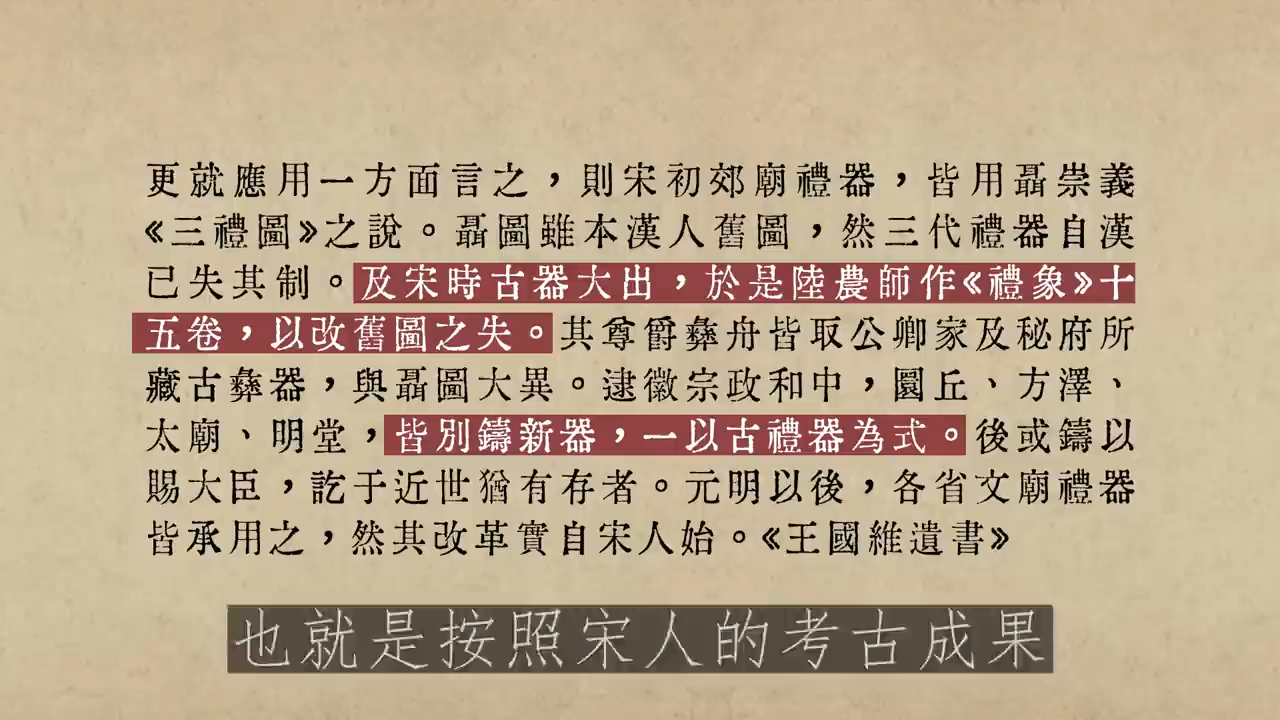 更就應用一方面言之，則宋初郊廟禮器，皆用聶崇義
《三禮圖》之說。聶圖雖本漢人舊圖，然三代禮器自漢
已失其制。及宋時古器大出，於是陸農師作《禮象》十
五卷，以改舊圖之失。其尊爵彝舟皆取公卿家及秘府所
藏古彝器，與聶圖大異。逮徽宗政和中，圜丘、方澤、
太廟、明堂，皆別鑄新器，一以古禮器為式。後或鑄以
賜大臣，訖于近世猶有存者。元明以後，各省文廟禮器
皆承用之，然其改革實自宋人始。《王國維遺書》
也就是按照宋人的考古成果